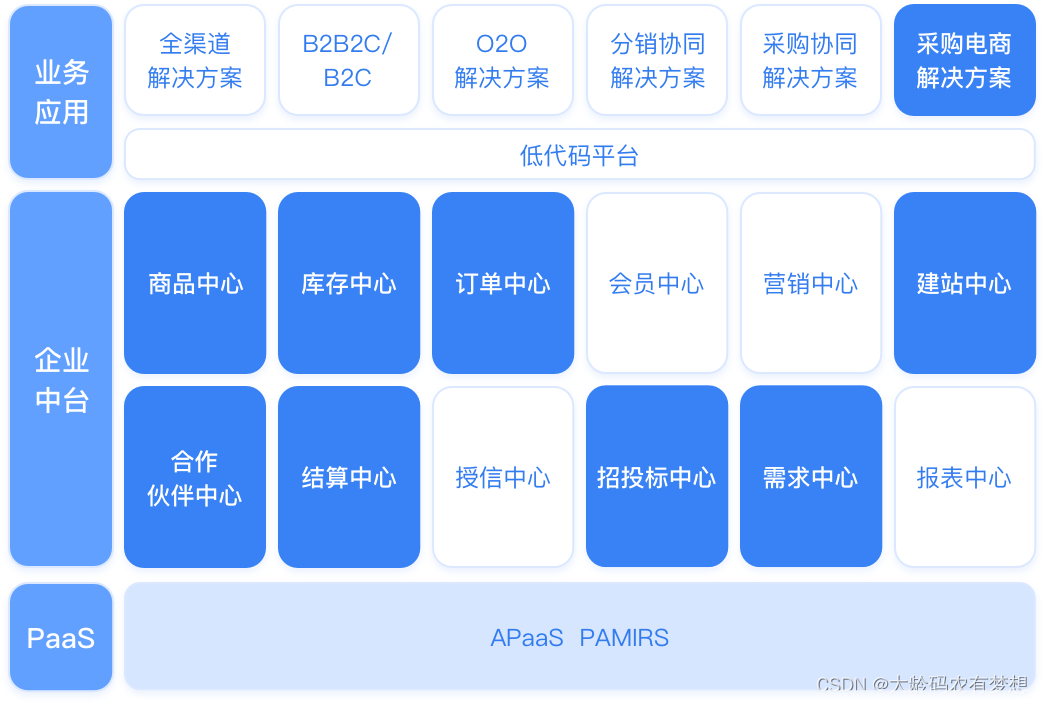 业务
应用
全渠道
解决方案
B2B2C/
B2C
O2O
解决方案
分销协同
解决方案
采购协同
解决方案
采购电商
解决方案
低代码平台
企业
中台
商品中心
库存中心
订单中心
会员中心
营销中心
建站中心
合作
伙伴中心
结算中心
授信中心
招投标中心
需求中心
报表中心
PaaS
APaaS PAMIRS
CSDN @大龄码农有梦想